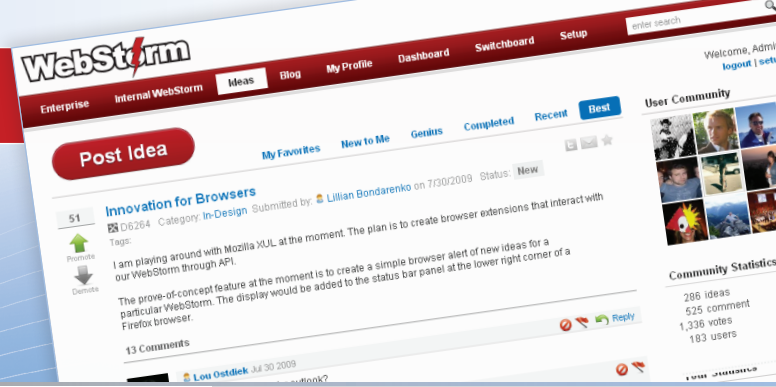 WebStorm
enter search
Enterprise Internal WebStorm Ideas Blog My Profile Dashboard Switchboard Setup
Welcome, Admi
logout | setu
Post Idea
My Favorites New to Me Genius Completed Recent Best
User Community
51
Innovation for Browsers
D6264 Category: In-Design Submitted by: Lillian Bondarenko on 7/30/2009 Status: New
Tags:
Promote
Demote
I am playing around with Mozilla XUL at the moment. The plan is to create browser extensions that interact with
our WebStorm through API.
The prove-of-concept feature at the moment is to create a simple browser alert of new ideas for a
particular WebStorm. The display would be added to the status bar panel at the lower right corner of a
Firefox browser.
13 Comments
Reply
Lou Ostdiek Jul 30 2009
outlook?
Community Statistics
286 ideas
525 comment
1,336 votes
183 users
Your Statistics